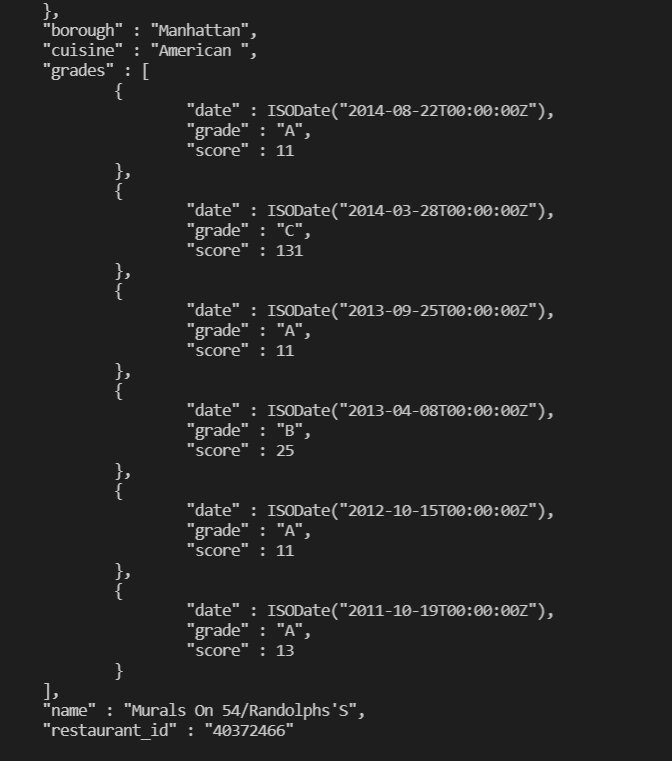 },
"borough" : "Manhattan",
"cuisine" : "American ",
"grades" : [
{
"date" : ISODate("2014-08-22T00:00:00Z"),
"grade" : "A",
"score" : 11
},
{
"date" : ISODate("2014-03-28T00:00:00Z"),
"grade" : "C",
"score" : 131
},
{
"date" : ISODate("2013-09-25T00:00:00Z"),
"grade" : "A",
"score" : 11
},
{
"date" : ISODate("2013-04-08T00:00:00Z"),
"grade" : "B",
"score" : 25
},
{
"date" : ISODate("2012-10-15T00:00:00Z"),
"grade" : "A",
"score" : 11
},
{
"date" : ISODate("2011-10-19T00:00:00Z"),
"grade" : "A",
"score" : 13
}
],
"name" : "Murals On 54/Randolphs'S",
"restaurant_id" : "40372466"